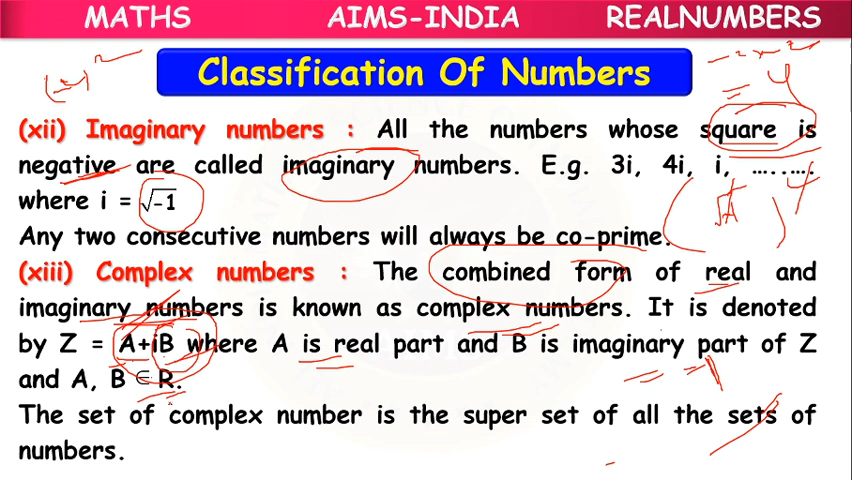 MATHS AIMS-INDIA REALNUMBERS
Classification Of Numbers
(xii) Imaginary numbers : All the numbers whose square is
negative are called imaginary numbers. E.g. 3i, 4i, i, ........
where i = √-1
Any two consecutive numbers will always be co-prime.
(xiii) Complex numbers : The combined form of real and
imaginary numbers is known as complex numbers. It is denoted
by Z = A+iB where A is real part and B is imaginary part of Z
and A, B ∈ R.
The set of complex number is the super set of all the sets of
numbers.